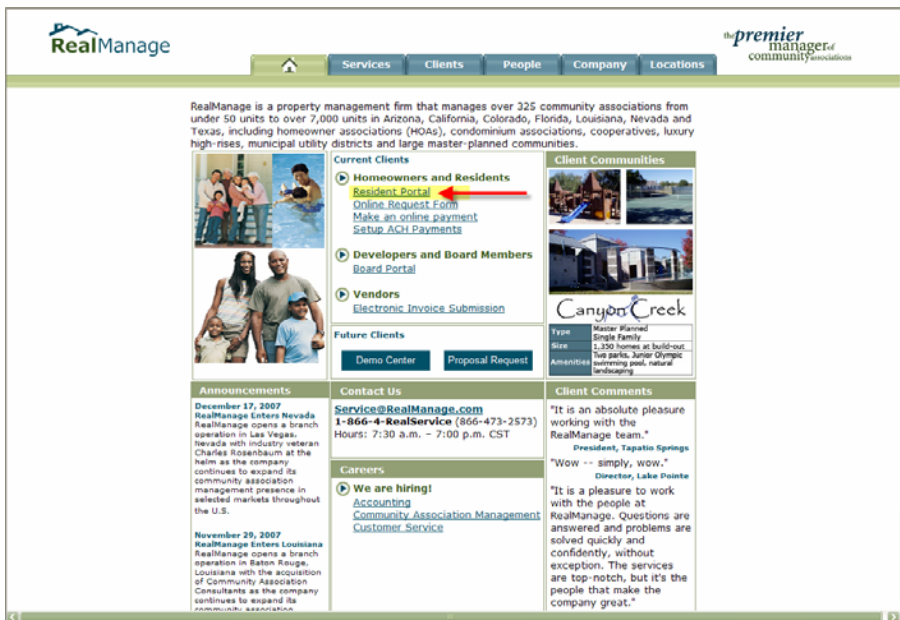 RealManage
the premier
manager of
community associations
Services
Clients
People
Company
Locations
RealManage is a property management firm that manages over 325 community associations from
under 50 units to over 7,000 units in Arizona, California, Colorado, Florida, Louisiana, Nevada and
Texas, including homeowner associations (HOAs), condominium associations, cooperatives, luxury
high-rises, municipal utility districts and large master-planned communities.
Current Clients
Homeowners and Residents
Resident Portal
Online Request Form
Make an online payment
Setup ACH Payments
Developers and Board Members
Board Portal
Vendors
Electronic Invoice Submission
Future Clients
Demo Center
Proposal Request
Client Communities
Canyon Creek
Type
Master Planned
Single Family
Size
1,350 homes at build-out
Amenities
Two parks, Junior Olympic
swimming pool, natural
landscaping
Announcements
December 17, 2007
RealManage Enters Nevada
RealManage opens a branch
operation in Las Vegas,
Nevada with industry veteran
Charles Rosenbaum at the
helm as the company
continues to expand its
community association
management presence in
selected markets throughout
the U.S.
November 29, 2007
RealManage Enters Louisiana
RealManage opens a branch
operation in Baton Rouge,
Louisiana with the acquisition
of Community Association
Consultants as the company
continues to expand its
community association
Contact Us
Service@RealManage.com
1-866-4-RealService (866-473-2573)
Hours: 7:30 a.m. – 7:00 p.m. CST
Careers
We are hiring!
Accounting
Community Association Management
Customer Service
Client Comments
"It is an absolute pleasure
working with the
RealManage team."
President, Tapatio Springs
"Wow -- simply, wow."
Director, Lake Pointe
"It is a pleasure to work
with the people at
RealManage. Questions are
answered and problems are
solved quickly and
confidently, without
exception. The services
are top-notch, but it's the
people that make the
company great."